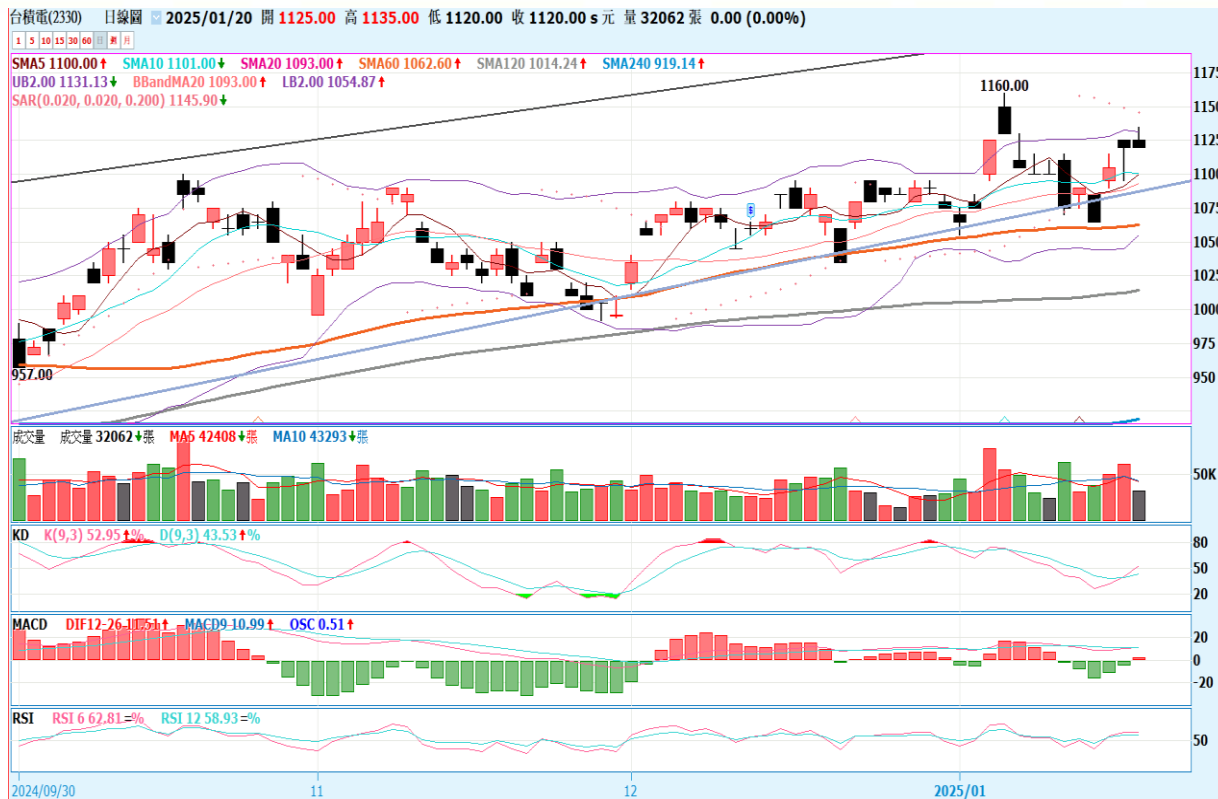 台積電(2330) 日線圖 2025/01/20 開 1125.00 高 1135.00 低 1120.00 收 1120.00 s 元 量 32062 張 0.00 (0.00%)
1 5 10 15 30 60 日 週 月
SMA5 1100.00↑ SMA10 1101.00↓ SMA20 1093.00↑ SMA60 1062.60↑ SMA120 1014.24↑ SMA240 919.14↑
UB2.00 1131.13↓ BBandMA20 1093.00↑ LB2.00 1054.87↑
SAR(0.020, 0.020, 0.200) 1145.90↓
1160.00
957.00
1175
1150
1125
1100
1075
1050
1025
1000
975
950
成交量 成交量 32062↓張 MA5 42408↓張 MA10 43293↓張
50K
KD K(9,3) 52.95↑% D(9,3) 43.53↑%
80
50
20
MACD DIF12-26 11.51↑ MACD9 10.99↑ OSC 0.51↑
20
0
-20
RSI RSI 6 62.81=% RSI 12 58.93=%
50
2024/09/30 11 12 2025/01